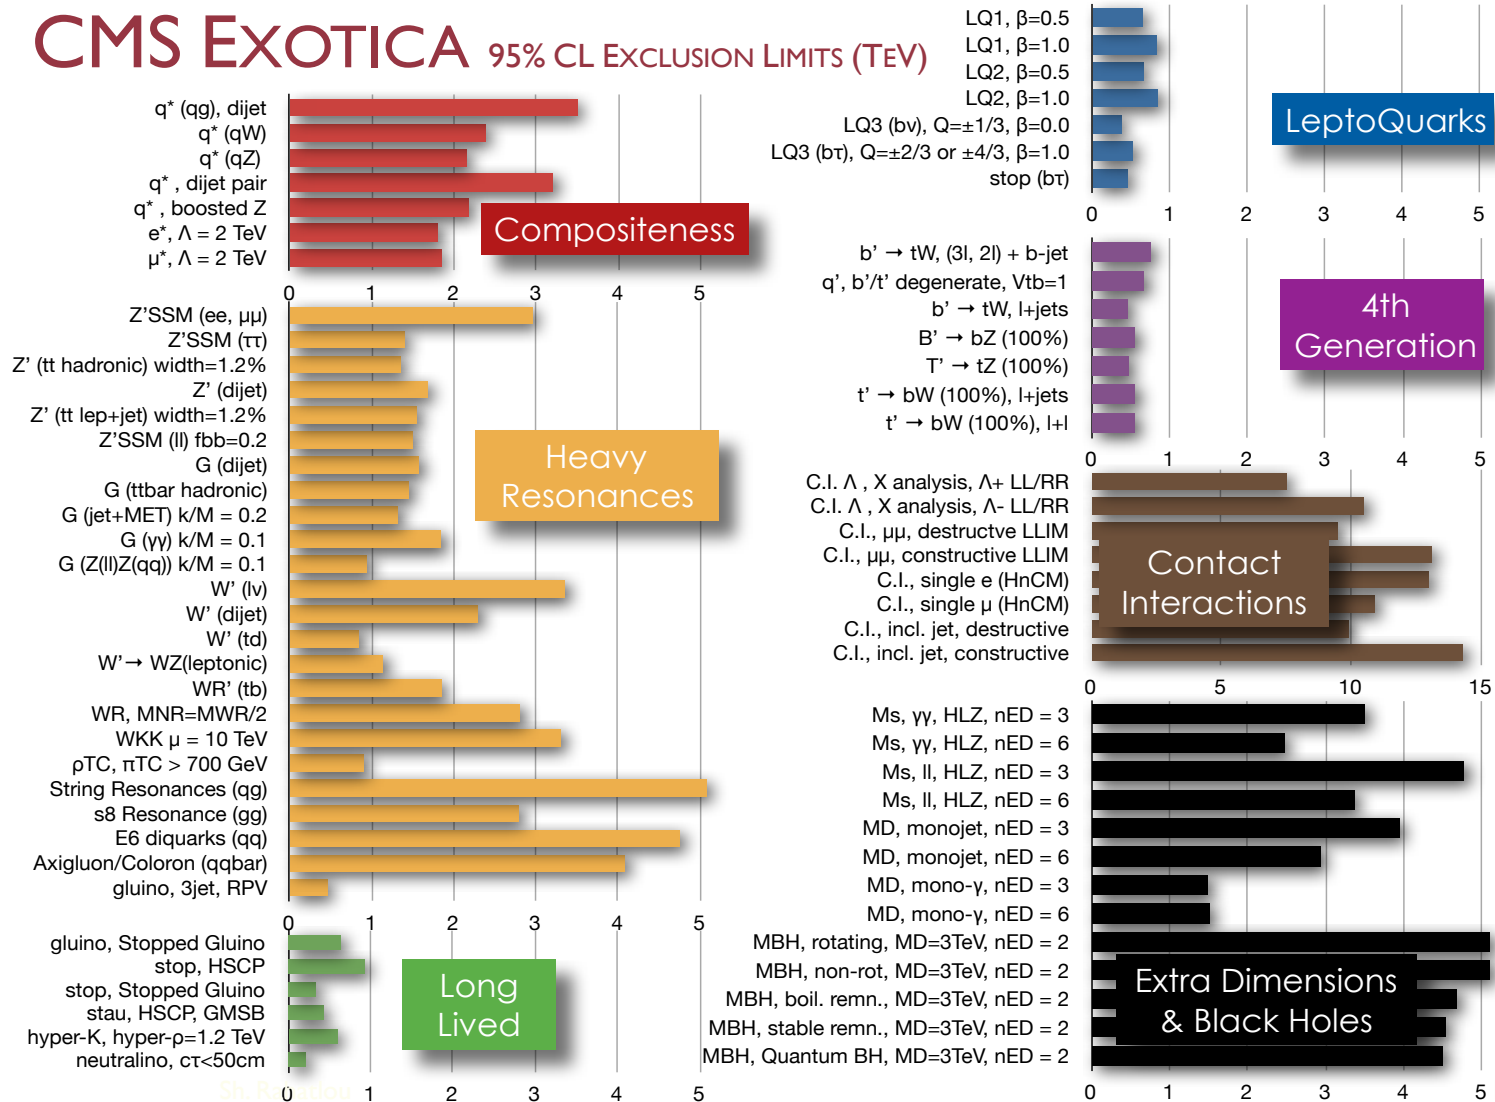 CMS EXOTICA 95% CL EXCLUSION LIMITS (TEV)
q* (qg), dijet
q* (qW)
q* (qZ)
q* , dijet pair
q* , boosted Z
e*, Λ = 2 TeV
μ*, Λ = 2 TeV
Compositeness
0 1 2 3 4 5
Z’SSM (ee, μμ)
Z’SSM (ττ)
Z’ (tt hadronic) width=1.2%
Z’ (dijet)
Z’ (tt lep+jet) width=1.2%
Z’SSM (ll) fbb=0.2
G (dijet)
G (ttbar hadronic)
G (jet+MET) k/M = 0.2
G (γγ) k/M = 0.1
G (Z(ll)Z(qq)) k/M = 0.1
W’ (lν)
W’ (dijet)
W’ (td)
W’→ WZ(leptonic)
WR’ (tb)
WR, MNR=MWR/2
WKK μ = 10 TeV
ρTC, πTC > 700 GeV
String Resonances (qg)
s8 Resonance (gg)
E6 diquarks (qq)
Axigluon/Coloron (qqbar)
gluino, 3jet, RPV
Heavy
Resonances
0 1 2 3 4 5
gluino, Stopped Gluino
stop, HSCP
stop, Stopped Gluino
stau, HSCP, GMSB
hyper-K, hyper-ρ=1.2 TeV
neutralino, cτ<50cm
Long
Lived
0 1 2 3 4 5
LQ1, β=0.5
LQ1, β=1.0
LQ2, β=0.5
LQ2, β=1.0
LQ3 (bν), Q=±1/3, β=0.0
LQ3 (bτ), Q=±2/3 or ±4/3, β=1.0
stop (bτ)
LeptoQuarks
0 1 2 3 4 5
b’ → tW, (3l, 2l) + b-jet
q’, b’/t’ degenerate, Vtb=1
b’ → tW, l+jets
B’ → bZ (100%)
T’ → tZ (100%)
t’ → bW (100%), l+jets
t’ → bW (100%), l+l
4th
Generation
0 1 2 3 4 5
C.I. Λ , X analysis, Λ+ LL/RR
C.I. Λ , X analysis, Λ- LL/RR
C.I., μμ, destructve LLIM
C.I., μμ, constructive LLIM
C.I., single e (HnCM)
C.I., single μ (HnCM)
C.I., incl. jet, destructive
C.I., incl. jet, constructive
Contact
Interactions
0 5 10 15
Ms, γγ, HLZ, nED = 3
Ms, γγ, HLZ, nED = 6
Ms, ll, HLZ, nED = 3
Ms, ll, HLZ, nED = 6
MD, monojet, nED = 3
MD, monojet, nED = 6
MD, mono-γ, nED = 3
MD, mono-γ, nED = 6
MBH, rotating, MD=3TeV, nED = 2
MBH, non-rot, MD=3TeV, nED = 2
MBH, boil. remn., MD=3TeV, nED = 2
MBH, stable remn., MD=3TeV, nED = 2
MBH, Quantum BH, MD=3TeV, nED = 2
Extra Dimensions
& Black Holes
0 1 2 3 4 5